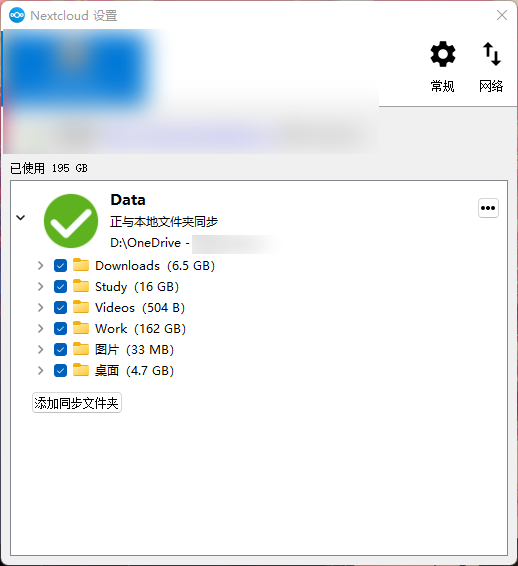 Nextcloud 设置
常规
网络
已使用 195 GB
Data
正与本地文件夹同步
D:\OneDrive -
Downloads (6.5 GB)
Study (16 GB)
Videos (504 B)
Work (162 GB)
图片 (33 MB)
桌面 (4.7 GB)
添加同步文件夹